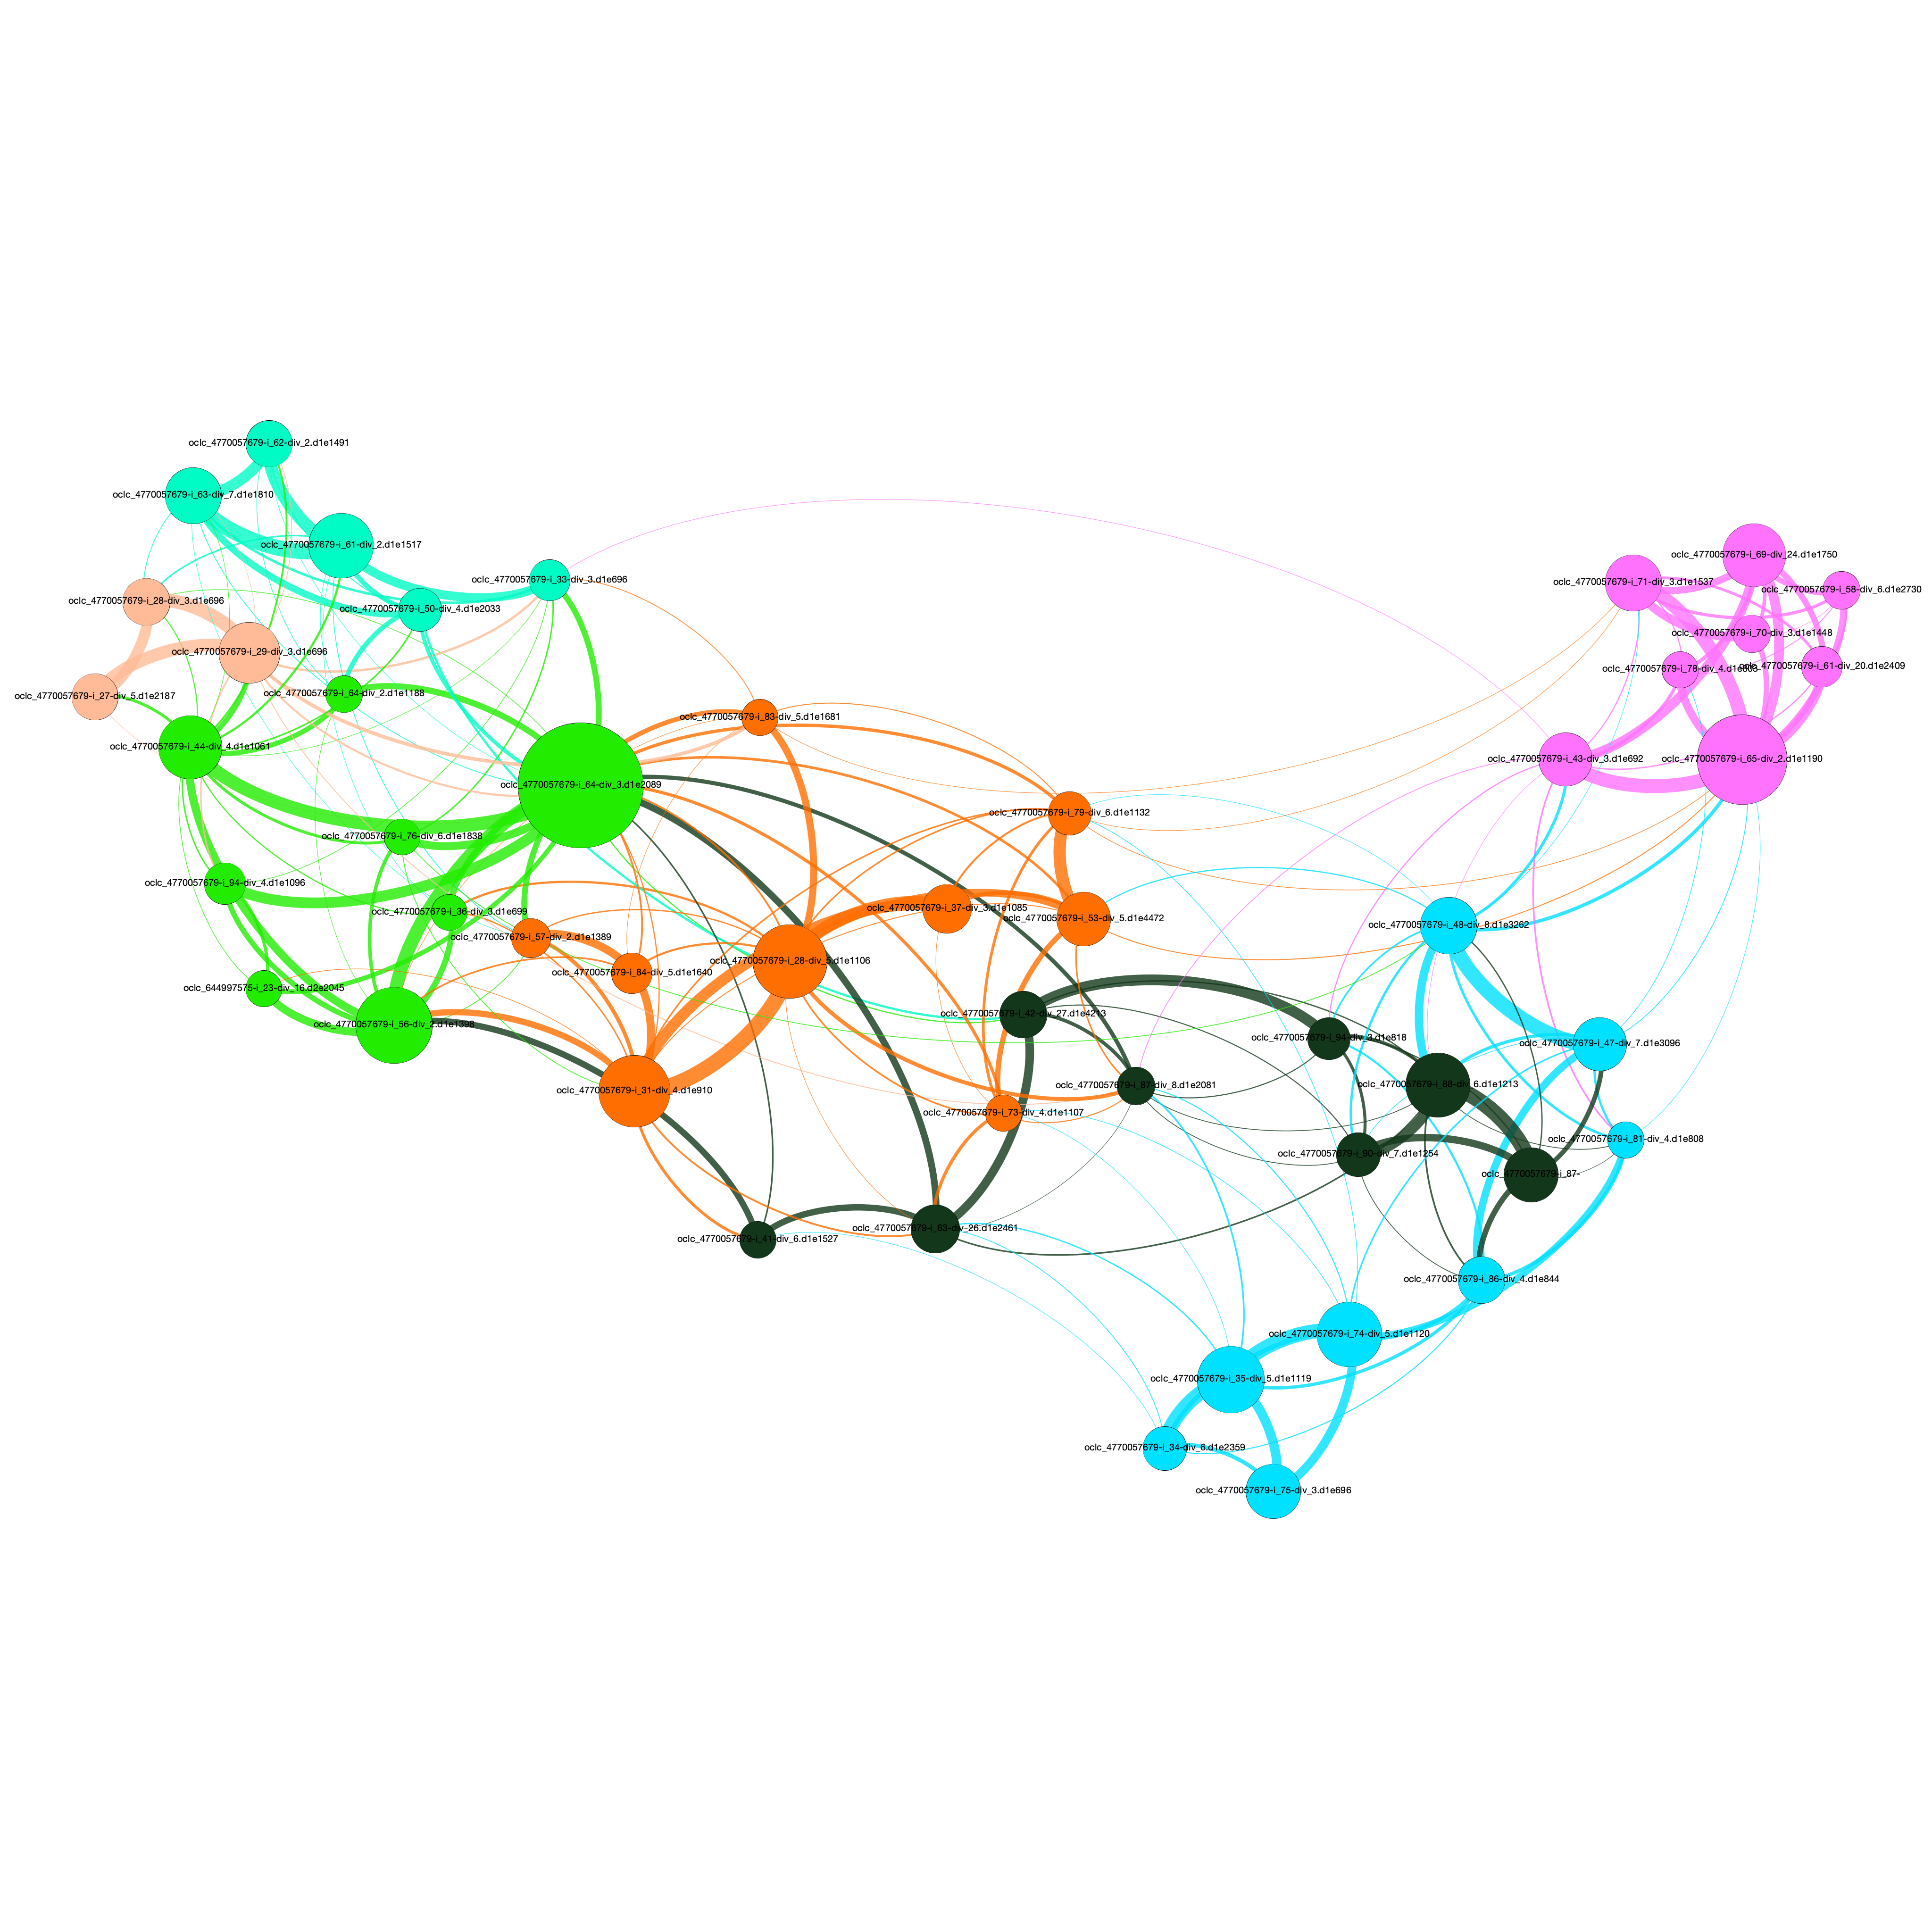 oclc_4770057679-i_62-div_2.d1e1491
oclc_4770057679-i_63-div_7.d1e1810
oclc_4770057679-i_61-div_2.d1e1517
oclc_4770057679-i_69-div_24.d1e1750
oclc_4770057679-i_33-div_3.d1e696
oclc_4770057679-i_71-div_3.d1e1537
oclc_4770057679-i_58-div_6.d1e2730
oclc_4770057679-i_28-div_3.d1e696
oclc_4770057679-i_50-div_4.d1e2033
oclc_4770057679-i_70-div_3.d1e1448
oclc_4770057679-i_29-div_3.d1e696
oclc_4770057679-i_61-div_20.d1e2409
oclc_4770057679-i_27-div_5.d1e2187
oclc_4770057679-i_64-div_2.d1e1188
oclc_4770057679-i_83-div_5.d1e1681
oclc_4770057679-i_44-div_4.d1e1061
oclc_4770057679-i_43-div_3.d1e692
oclc_4770057679-i_65-div_2.d1e1190
oclc_4770057679-i_64-div_3.d1e2089
oclc_4770057679-i_79-div_6.d1e1132
oclc_4770057679-i_76-div_6.d1e1838
oclc_4770057679-i_94-div_4.d1e1096
oclc_4770057679-i_36-div_3.d1e699
oclc_4770057679-i_37-div_3.d1e1085
oclc_4770057679-i_53-div_5.d1e4472
oclc_4770057679-i_48-div_8.d1e3262
oclc_4770057679-i_57-div_2.d1e1389
oclc_4770057679-i_28-div_5.d1e1106
oclc_4770057679-i_84-div_5.d1e1640
oclc_644997575-i_23-div_16.d2e2045
oclc_4770057679-i_42-div_27.d1e4213
oclc_4770057679-i_56-div_2.d1e1398
oclc_4770057679-i_94-div_3.d1e818
oclc_4770057679-i_47-div_7.d1e3096
oclc_4770057679-i_87-div_8.d1e2081
oclc_4770057679-i_88-div_6.d1e1213
oclc_4770057679-i_31-div_4.d1e910
oclc_4770057679-i_73-div_4.d1e1107
oclc_4770057679-i_81-div_4.d1e808
oclc_4770057679-i_90-div_7.d1e1254
oclc_4770057679-i_87-
oclc_4770057679-i_63-div_26.d1e2461
oclc_4770057679-i_41-div_6.d1e1527
oclc_4770057679-i_86-div_4.d1e844
oclc_4770057679-i_74-div_5.d1e1120
oclc_4770057679-i_35-div_5.d1e1119
oclc_4770057679-i_34-div_6.d1e2359
oclc_4770057679-i_75-div_3.d1e696